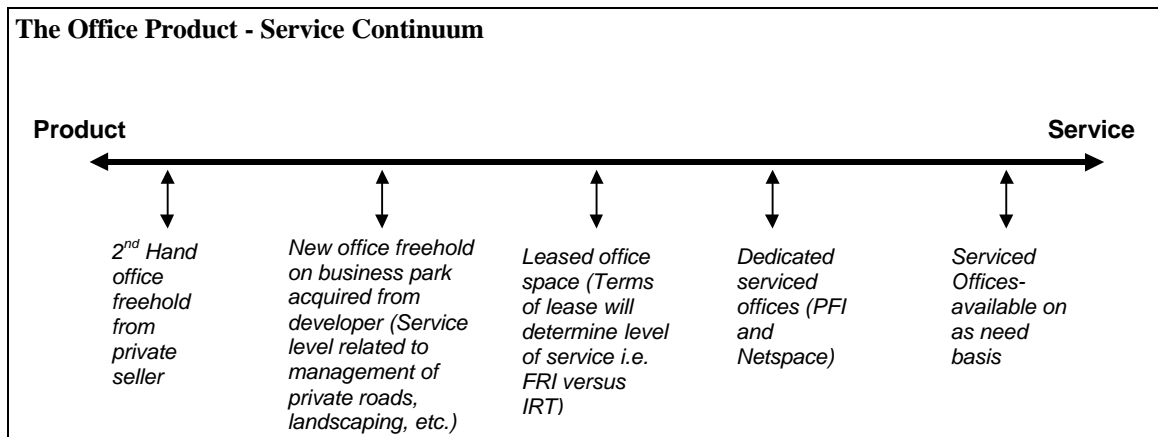 The Office Product - Service Continuum
Product
Service
2nd Hand
office
freehold
from
private
seller
New office freehold
on business park
acquired from
developer (Service
level related to
management of
private roads,
landscaping, etc.)
Leased office
space (Terms
of lease will
determine level
of service i.e.
FRI versus
IRT)
Dedicated
serviced
offices (PFI
and
Netspace)
Serviced
Offices-
available on
as need
basis